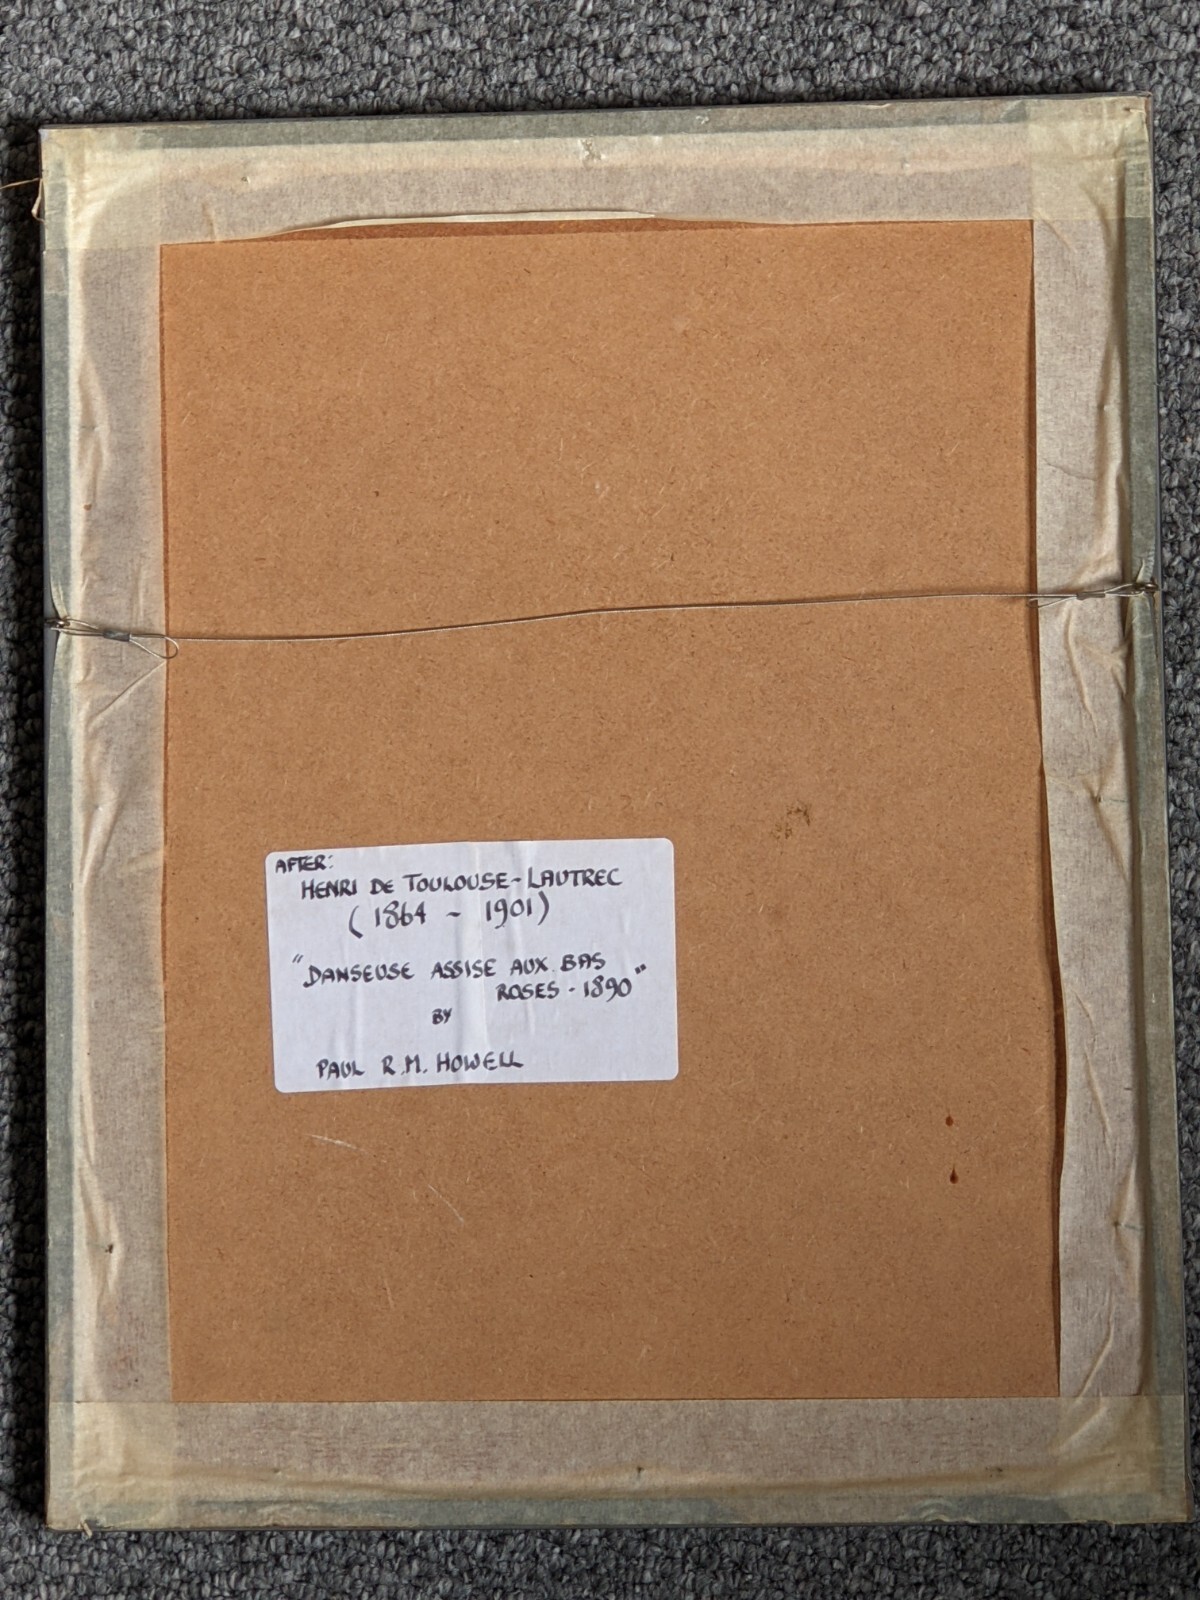 AFTER:
HENRI DE TOULOUSE-LAUTREC
(1864 - 1901)
"DANSEUSE ASSISE AUX BAS
ROSES - 1890"
BY
PAUL R.M. HOWELL